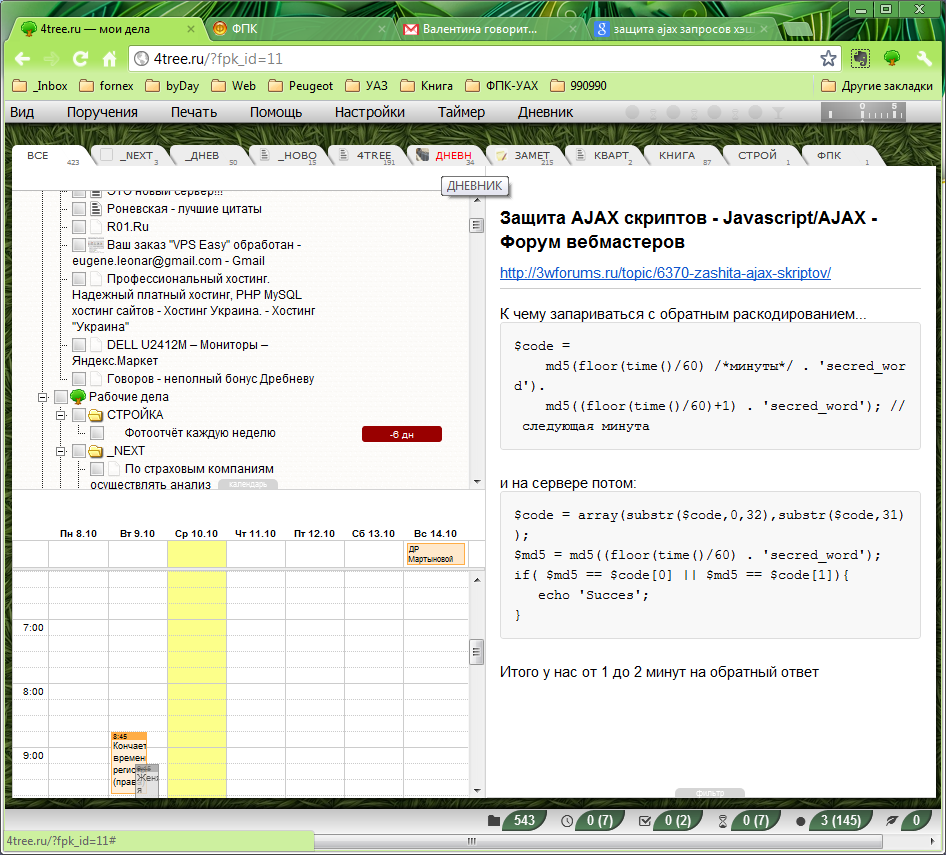 4tree.ru — мои дела
ФПК
Валентина говорит...
защита ajax запросов хэш
4tree.ru/?fpk_id=11
_Inbox
fornex
byDay
Web
Peugeot
УАЗ
Книга
ФПК-УАХ
990990
Другие закладки
Вид
Поручения
Печать
Помощь
Настройки
Таймер
Дневник
0
5
ВСЕ
423
_NEXT
3
_ДНЕВ
50
_НОВО
15
4TREE
191
ДНЕВН
34
ЗАМЕТ
215
КВАРТ
2
КНИГА
87
СТРОЙ
1
ФПК
1
ДНЕВНИК
ЭТО новый сервер!!!
Роневская - лучшие цитаты
R01.Ru
Ваш заказ "VPS Easy" обработан -
eugene.leonar@gmail.com - Gmail
Профессиональный хостинг.
Надежный платный хостинг, PHP MySQL
хостинг сайтов - Хостинг Украина. - Хостинг
"Украина"
DELL U2412M – Мониторы –
Яндекс.Маркет
Говоров - неполный бонус Дребневу
Рабочие дела
СТРОЙКА
Фотоотчёт каждую неделю
-6 дн
_NEXT
По страховым компаниям
осуществлять анализ
календарь
Пн 8.10
Вт 9.10
Ср 10.10
Чт 11.10
Пт 12.10
Сб 13.10
Вс 14.10
ДР
Мартыновой
7:00
8:00
9:00
8:45
Кончает
времен
регис
(прав
Женя
я
Защита AJAX скриптов - Javascript/AJAX -
Форум вебмастеров
http://3wforums.ru/topic/6370-zashita-ajax-skriptov/
К чему запариваться с обратным раскодированием...
$code =
md5(floor(time()/60) /*минуты*/ . 'secred_wor
d').
md5((floor(time()/60)+1) . 'secred_word'); //
следующая минута
и на сервере потом:
$code = array(substr($code,0,32),substr($code,31)
);
$md5 = md5((floor(time()/60) . 'secred_word');
if( $md5 == $code[0] || $md5 == $code[1]){
echo 'Succes';
}
Итого у нас от 1 до 2 минут на обратный ответ
фильтр
543
0 (7)
0 (2)
0 (7)
3 (145)
0
4tree.ru/?fpk_id=11#